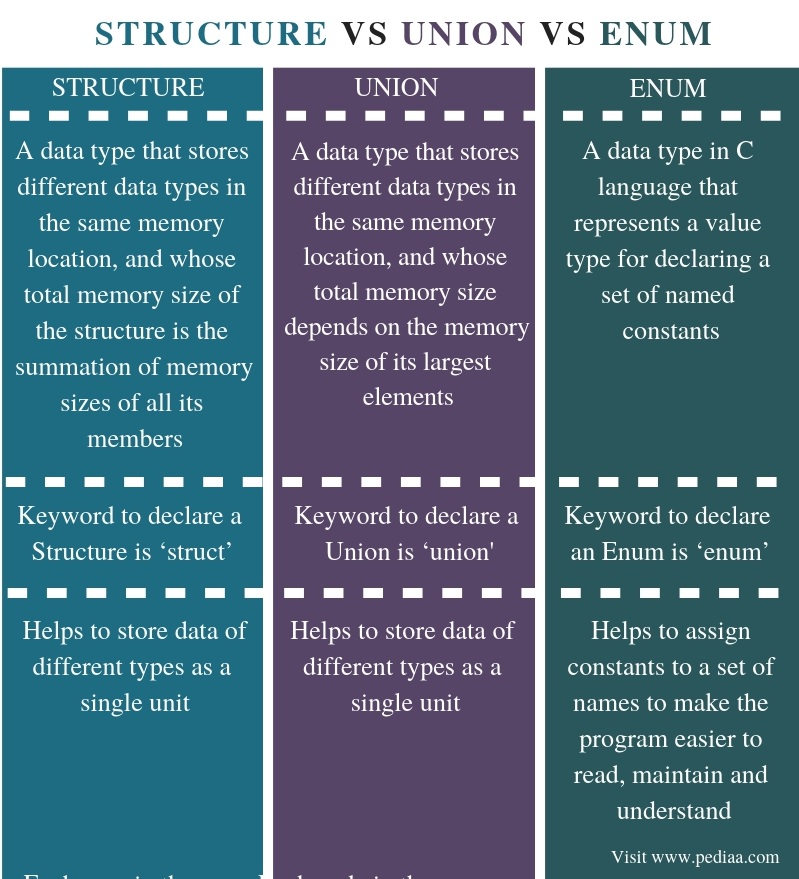 STRUCTURE VS UNION VS ENUM
STRUCTURE
A data type that stores
different data types in
the same memory
location, and whose
total memory size of
the structure is the
summation of memory
sizes of all its
members
Keyword to declare a
Structure is ‘struct’
Helps to store data of
different types as a
single unit
UNION
A data type that stores
different data types in
the same memory
location, and whose
total memory size
depends on the memory
size of its largest
elements
Keyword to declare a
Union is ‘union'
Helps to store data of
different types as a
single unit
ENUM
A data type in C
language that
represents a value
type for declaring a
set of named
constants
Keyword to declare
an Enum is ‘enum’
Helps to assign
constants to a set of
names to make the
program easier to
read, maintain and
understand
Visit www.pediaa.com